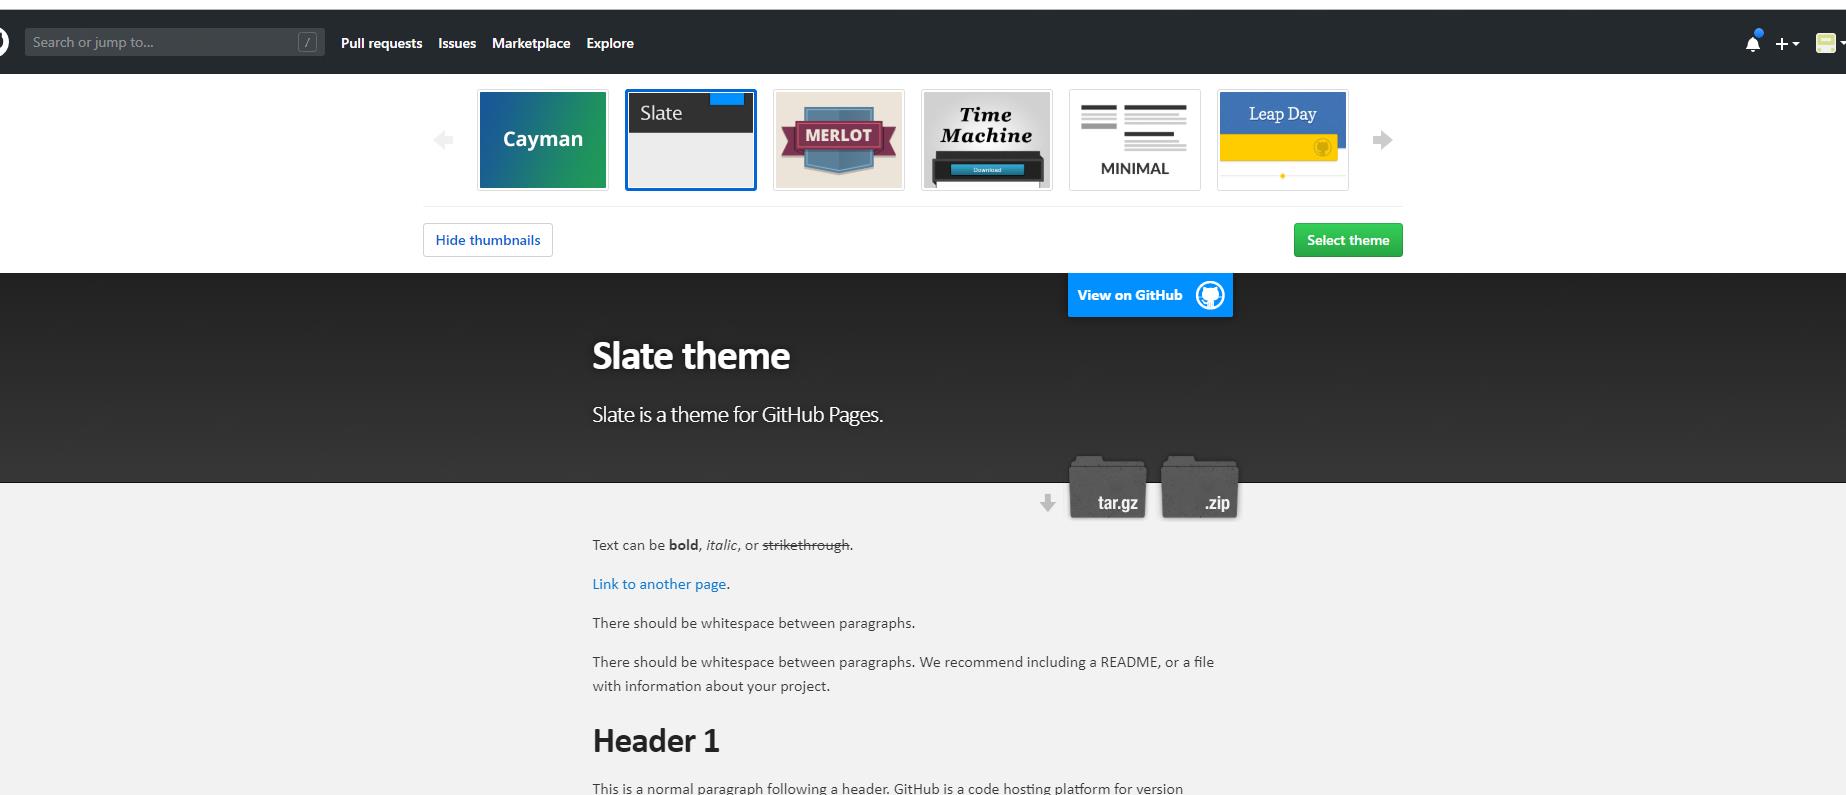 Search or jump to...
/
Pull requests
Issues
Marketplace
Explore
Cayman
Slate
MERLOT
Time
Machine
Download
MINIMAL
Leap Day
Hide thumbnails
Select theme
View on GitHub
Slate theme
Slate is a theme for GitHub Pages.
tar.gz
.zip
Text can be bold, italic, or strikethrough.
Link to another page.
There should be whitespace between paragraphs.
There should be whitespace between paragraphs. We recommend including a README, or a file
with information about your project.
Header 1
This is a normal paragraph following a header. GitHub is a code hosting platform for version